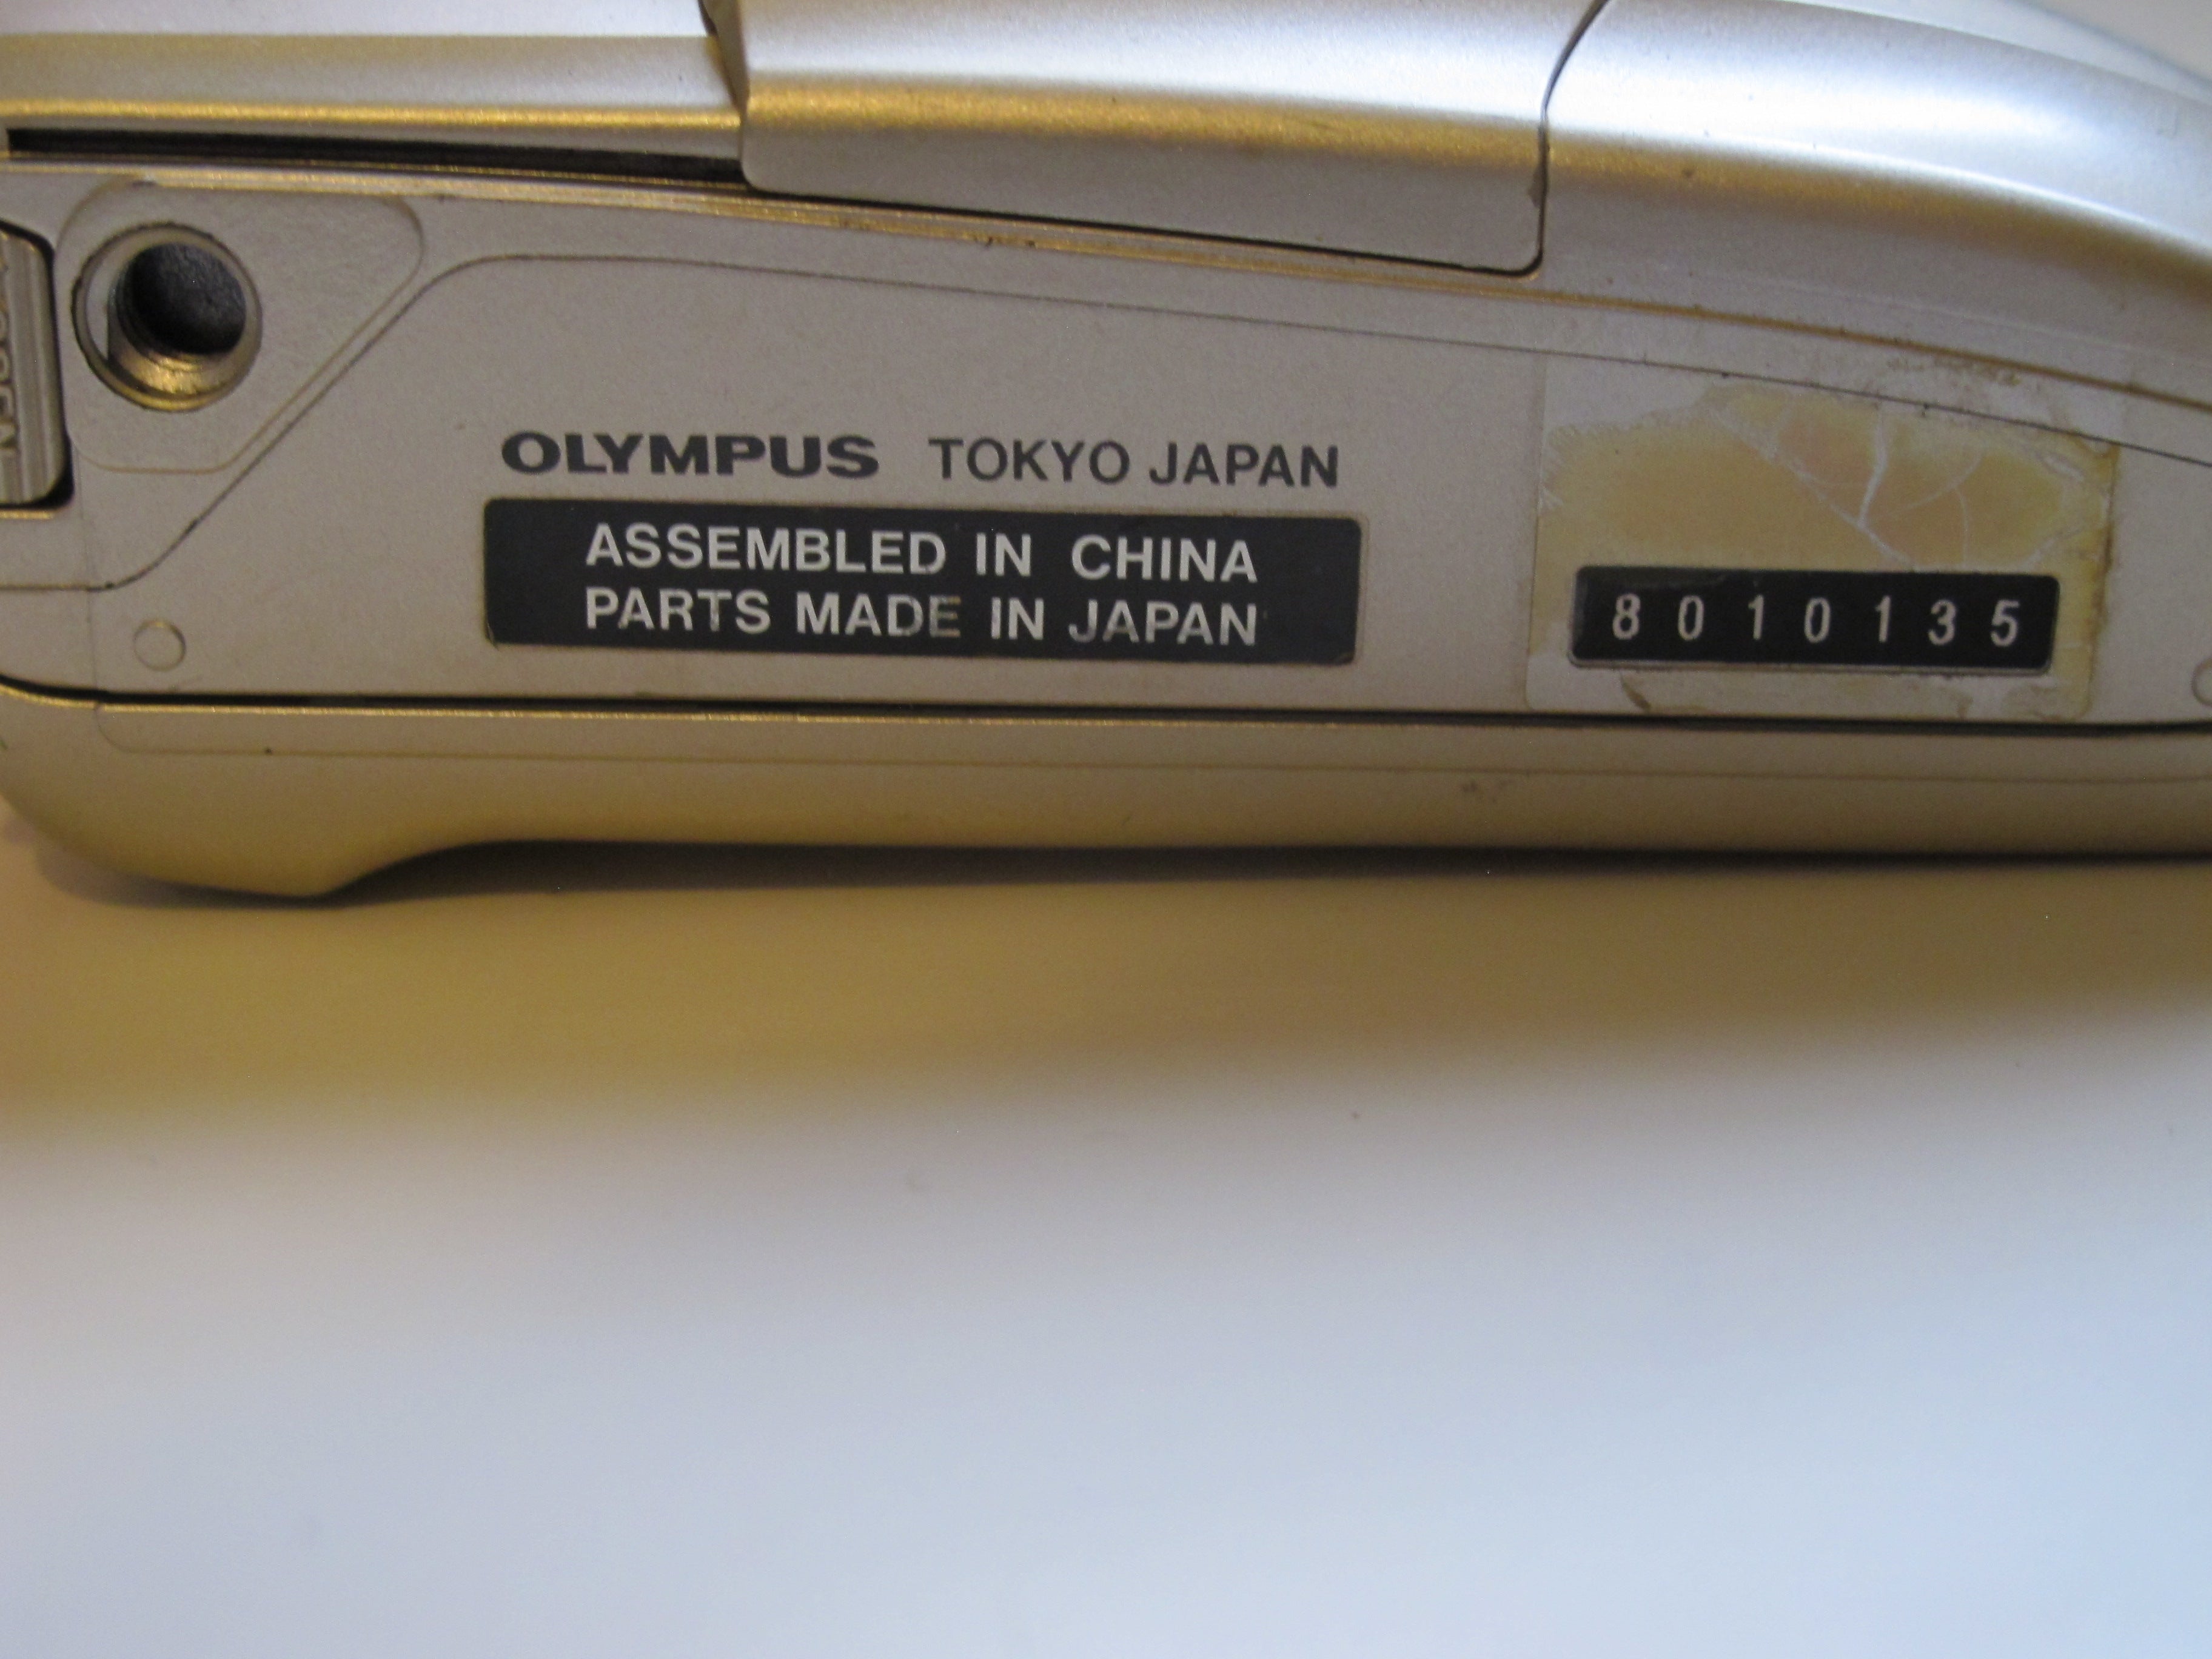 OLYMPUS TOKYO JAPAN
ASSEMBLED IN CHINA
PARTS MADE IN JAPAN
8010135